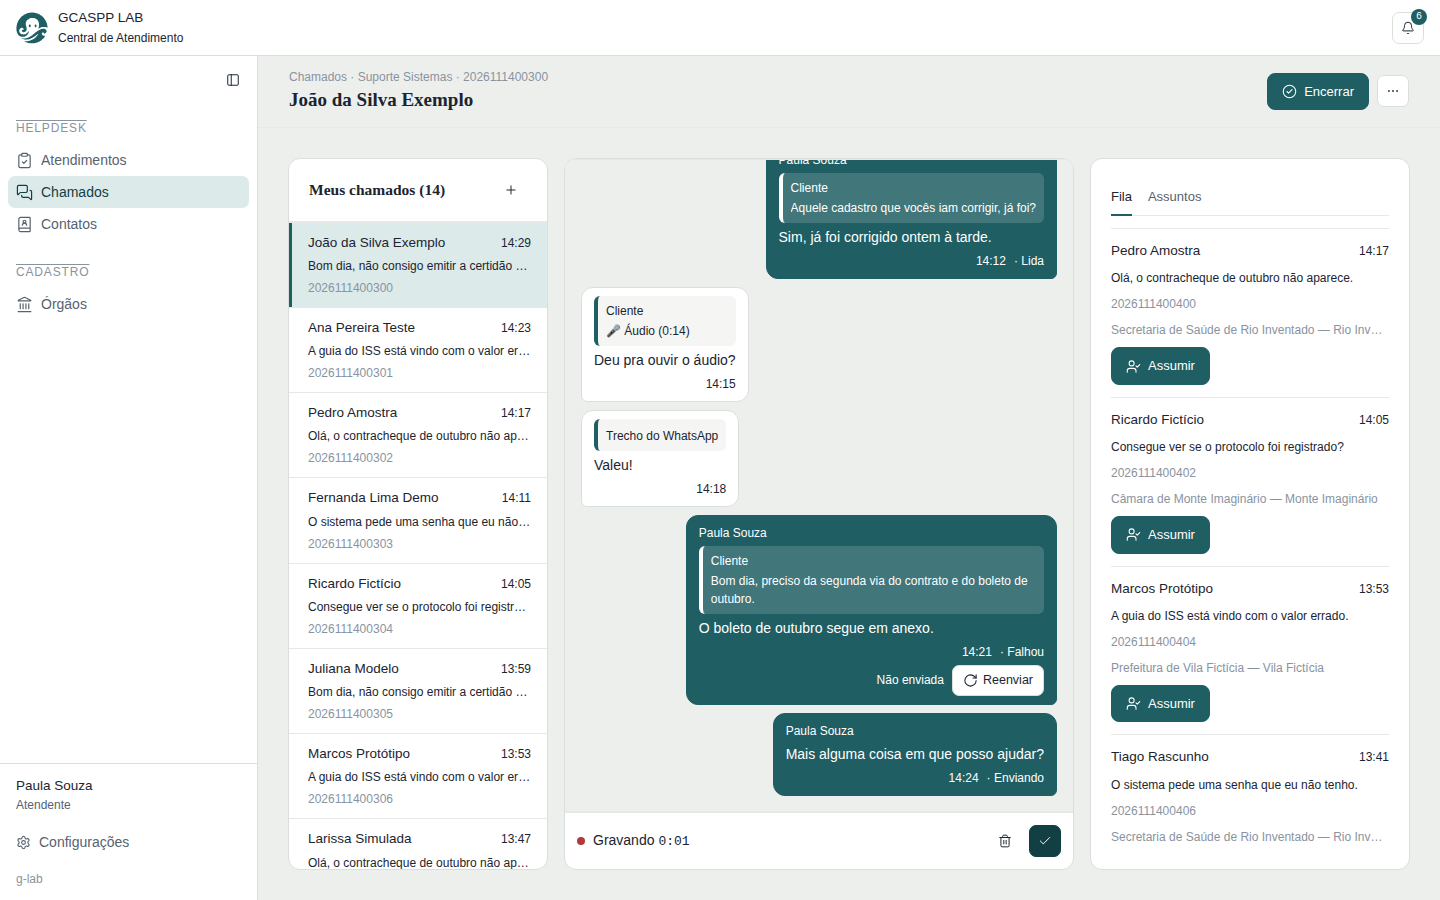 GCASPP LAB
Central de Atendimento
6
HELPDESK
Atendimentos
Chamados
Contatos
CADASTRO
Órgãos
Paula Souza
Atendente
Configurações
g-lab
Chamados · Suporte Sistemas · 2026111400300
João da Silva Exemplo
Encerrar
Meus chamados (14)
João da Silva Exemplo 14:29
Bom dia, não consigo emitir a certidão …
2026111400300
Ana Pereira Teste 14:23
A guia do ISS está vindo com o valor er…
2026111400301
Pedro Amostra 14:17
Olá, o contracheque de outubro não ap…
2026111400302
Fernanda Lima Demo 14:11
O sistema pede uma senha que eu não…
2026111400303
Ricardo Fictício 14:05
Consegue ver se o protocolo foi registr…
2026111400304
Juliana Modelo 13:59
Bom dia, não consigo emitir a certidão …
2026111400305
Marcos Protótipo 13:53
A guia do ISS está vindo com o valor er…
2026111400306
Larissa Simulada 13:47
Olá, o contracheque de outubro não ap…
Paula Souza
Cliente
Aquele cadastro que vocês iam corrigir, já foi?
Sim, já foi corrigido ontem à tarde.
14:12 · Lida
Cliente
🎤 Áudio (0:14)
Deu pra ouvir o áudio?
14:15
Trecho do WhatsApp
Valeu!
14:18
Paula Souza
Cliente
Bom dia, preciso da segunda via do contrato e do boleto de
outubro.
O boleto de outubro segue em anexo.
14:21 · Falhou
Não enviada Reenviar
Paula Souza
Mais alguma coisa em que posso ajudar?
14:24 · Enviando
Gravando 0:01
Fila Assuntos
Pedro Amostra 14:17
Olá, o contracheque de outubro não aparece.
2026111400400
Secretaria de Saúde de Rio Inventado — Rio Inv…
Assumir
Ricardo Fictício 14:05
Consegue ver se o protocolo foi registrado?
2026111400402
Câmara de Monte Imaginário — Monte Imaginário
Assumir
Marcos Protótipo 13:53
A guia do ISS está vindo com o valor errado.
2026111400404
Prefeitura de Vila Fictícia — Vila Fictícia
Assumir
Tiago Rascunho 13:41
O sistema pede uma senha que eu não tenho.
2026111400406
Secretaria de Saúde de Rio Inventado — Rio Inv…